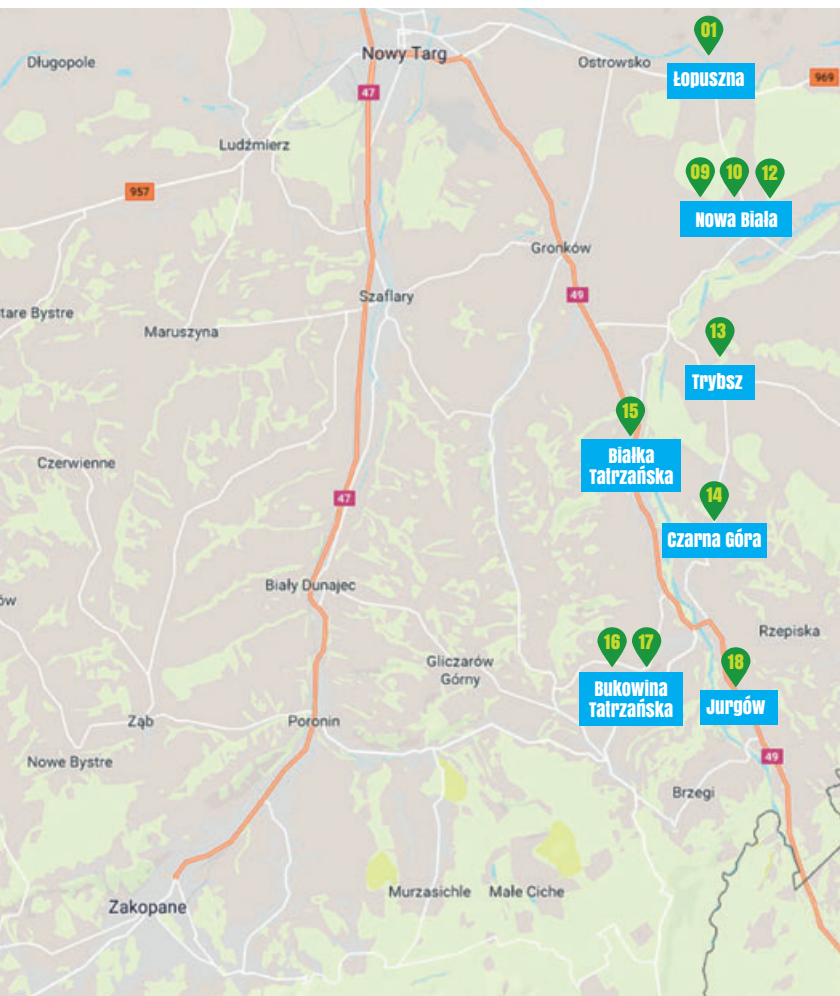 01
Nowy Targ
Długopole
Ostrowsko
Łopuszna
969
47
Ludźmierz
09 10 12
957
Nowa Biała
Gronków
Szaflary
49
tare Bystre
Maruszyna
13
Trybsz
15
Białka
Tatrzańska
Czerwienne
47
14
Czarna Góra
Biały Dunajec
ów
Rzepiska
16 17
Gliczarów
Górny
18
Bukowina
Tatrzańska
Jurgów
Ząb
Poronin
Nowe Bystre
49
Brzegi
Murzasichle
Małe Ciche
Zakopane